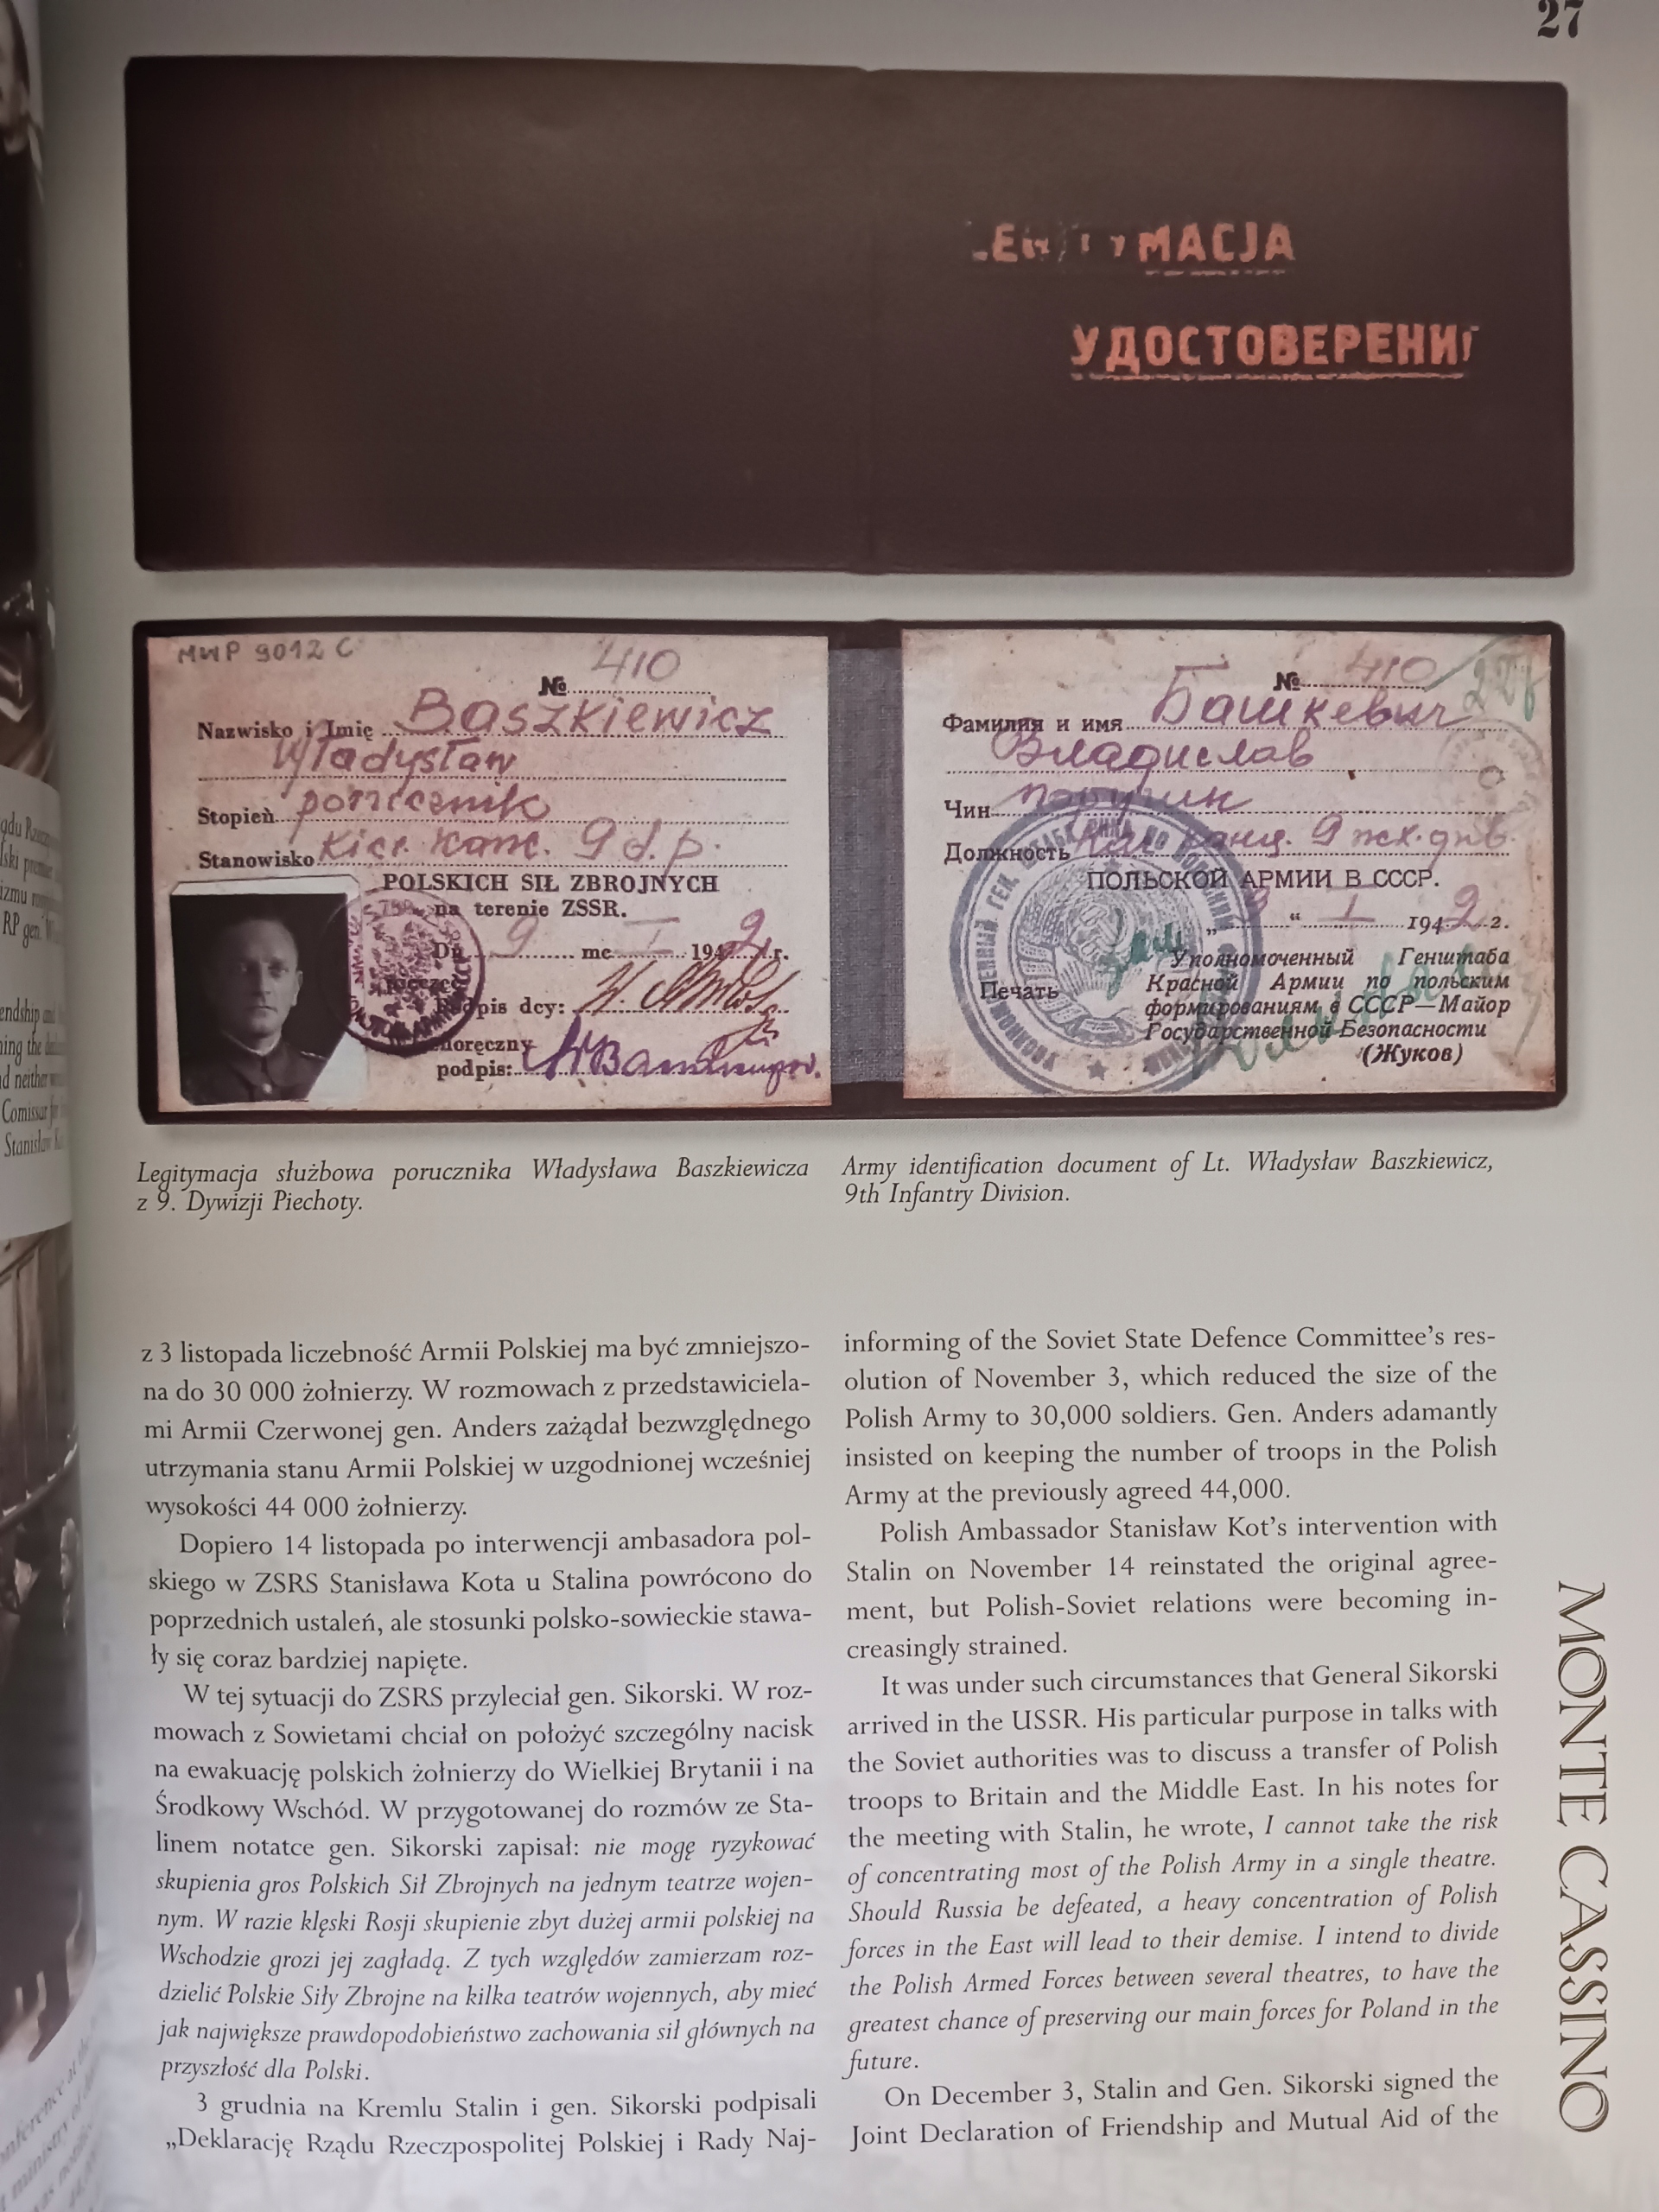 27
MACJA
УДОСТОВЕРЕНИ
MWP 9012 C
№ 410
Nazwisko i Imię Baszkiewicz
Władysław
Stopień porucznik
Stanowisko Kier. Kanc. 9 d.p.
POLSKICH SIŁ ZBROJNYCH
na terenie ZSSR.
9 mc I 1942 r.
dcy:
podpis:
№ 410
Фамилия и имя Башкевич
Владислав
Чин поручик
Должность канц. 9 пех. див.
ПОЛЬСКОЙ АРМИИ В СССР.
„ “ I 1942 г.
Печать
Уполномоченный Генштаба
Красной Армии по польским
формированиям в СССР—Майор
Государственной Безопасности
(Жуков)
Legitymacja służbowa porucznika Władysława Baszkiewicza
z 9. Dywizji Piechoty.
Army identification document of Lt. Władysław Baszkiewicz,
9th Infantry Division.
z 3 listopada liczebność Armii Polskiej ma być zmniejszo-
na do 30 000 żołnierzy. W rozmowach z przedstawiciela-
mi Armii Czerwonej gen. Anders zażądał bezwzględnego
utrzymania stanu Armii Polskiej w uzgodnionej wcześniej
wysokości 44 000 żołnierzy.
Dopiero 14 listopada po interwencji ambasadora pol-
skiego w ZSRS Stanisława Kota u Stalina powrócono do
poprzednich ustaleń, ale stosunki polsko-sowieckie stawa-
ły się coraz bardziej napięte.
W tej sytuacji do ZSRS przyleciał gen. Sikorski. W roz-
mowach z Sowietami chciał on położyć szczególny nacisk
na ewakuację polskich żołnierzy do Wielkiej Brytanii i na
Środkowy Wschód. W przygotowanej do rozmów ze Sta-
linem notatce gen. Sikorski zapisał: nie mogę ryzykować
skupienia gros Polskich Sił Zbrojnych na jednym teatrze wojen-
nym. W razie klęski Rosji skupienie zbyt dużej armii polskiej na
Wschodzie grozi jej zagładą. Z tych względów zamierzam roz-
dzielić Polskie Siły Zbrojne na kilka teatrów wojennych, aby mieć
jak największe prawdopodobieństwo zachowania sił głównych na
przyszłość dla Polski.
3 grudnia na Kremlu Stalin i gen. Sikorski podpisali
„Deklarację Rządu Rzeczpospolitej Polskiej i Rady Naj-
informing of the Soviet State Defence Committee’s res-
olution of November 3, which reduced the size of the
Polish Army to 30,000 soldiers. Gen. Anders adamantly
insisted on keeping the number of troops in the Polish
Army at the previously agreed 44,000.
Polish Ambassador Stanisław Kot’s intervention with
Stalin on November 14 reinstated the original agree-
ment, but Polish-Soviet relations were becoming in-
creasingly strained.
It was under such circumstances that General Sikorski
arrived in the USSR. His particular purpose in talks with
the Soviet authorities was to discuss a transfer of Polish
troops to Britain and the Middle East. In his notes for
the meeting with Stalin, he wrote, I cannot take the risk
of concentrating most of the Polish Army in a single theatre.
Should Russia be defeated, a heavy concentration of Polish
forces in the East will lead to their demise. I intend to divide
the Polish Armed Forces between several theatres, to have the
greatest chance of preserving our main forces for Poland in the
future.
On December 3, Stalin and Gen. Sikorski signed the
Joint Declaration of Friendship and Mutual Aid of the
MONTE CASSINO